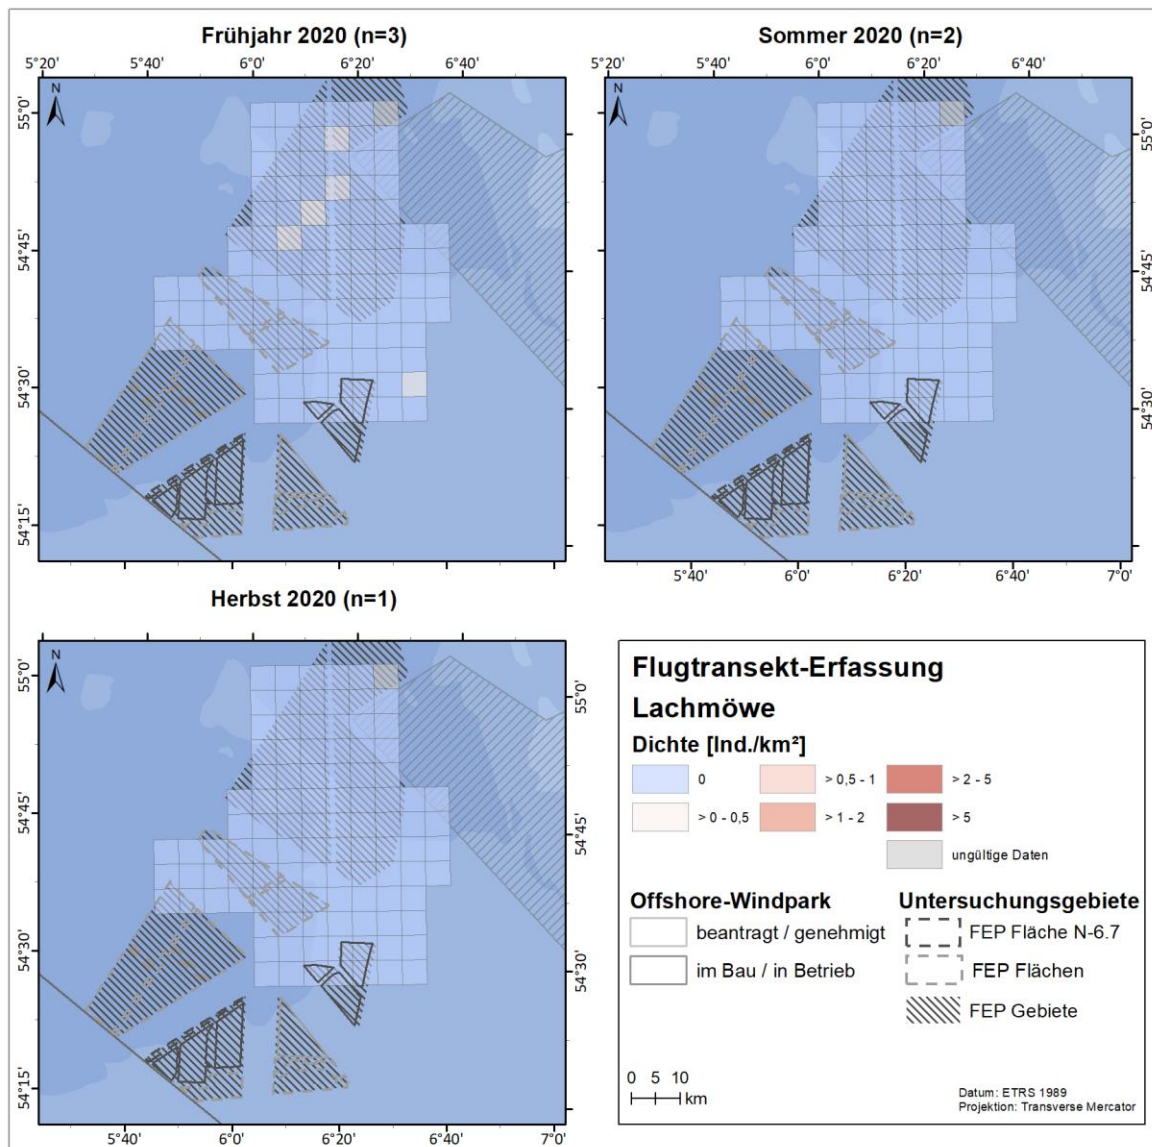 Frühjahr 2020 (n=3)
5°20' 5°40' 6°0' 6°20' 6°40'
N
55°0'
54°45'
54°30'
54°15'
Sommer 2020 (n=2)
5°20' 5°40' 6°0' 6°20' 6°40'
N
55°0'
54°45'
54°30'
54°15'
5°40' 6°0' 6°20' 6°40' 7°0'
Herbst 2020 (n=1)
N
55°0'
54°45'
54°30'
54°15'
55°0'
54°45'
54°30'
5°40' 6°0' 6°20' 6°40' 7°0'
Flugtransekt-Erfassung
Lachmöwe
Dichte [Ind./km²]
0
> 0 - 0,5
> 0,5 - 1
> 1 - 2
> 2 - 5
> 5
ungültige Daten
Offshore-Windpark
beantragt / genehmigt
im Bau / in Betrieb
Untersuchungsgebiete
FEP Fläche N-6.7
FEP Flächen
FEP Gebiete
0 5 10
km
Datum: ETRS 1989
Projektion: Transverse Mercator